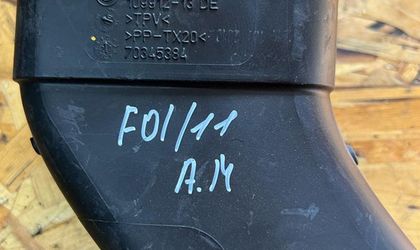 109912-13 DE
>TPV<
>PP-TX20<
70345384
F01/11
A.14